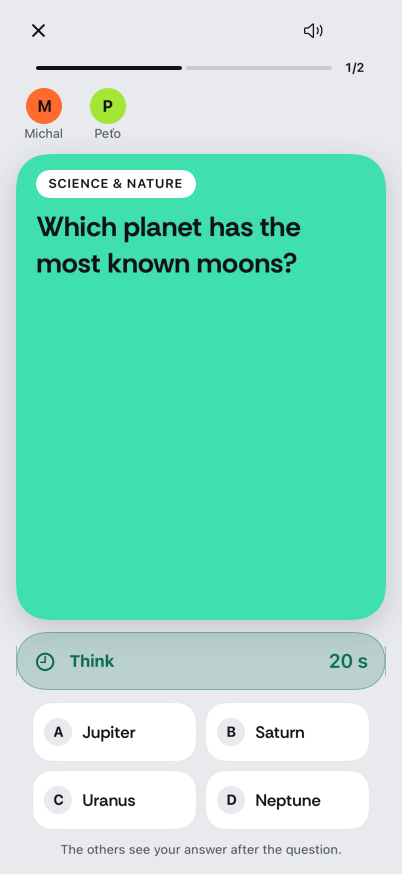 1/2
M
P
Michal
Peťo
SCIENCE & NATURE
Which planet has the
most known moons?
Think
20 s
A Jupiter
B Saturn
C Uranus
D Neptune
The others see your answer after the question.